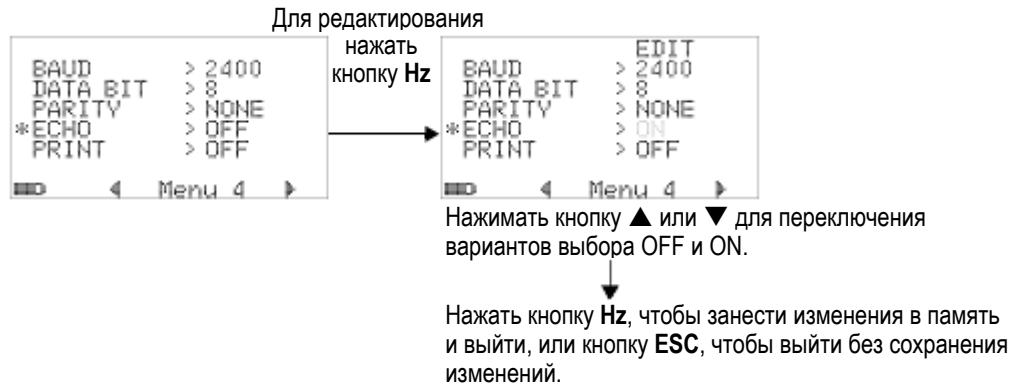 Для редактирования
нажать
кнопку Hz
BAUD > 2400
DATA BIT > 8
PARITY > NONE
*ECHO > OFF
PRINT > OFF
Menu 4
EDIT
BAUD > 2400
DATA BIT > 8
PARITY > NONE
*ECHO > ON
PRINT > OFF
Menu 4
Нажимать кнопку ▲ или ▼ для переключения
вариантов выбора OFF и ON.
Нажать кнопку Hz, чтобы занести изменения в память
и выйти, или кнопку ESC, чтобы выйти без сохранения
изменений.